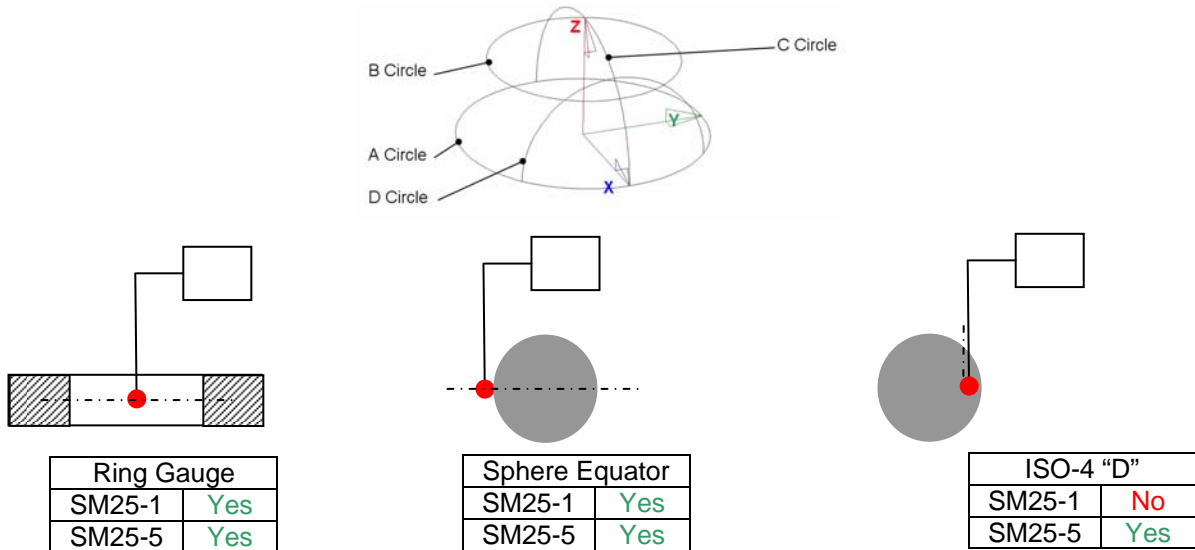 Z
C Circle
B Circle
Y
A Circle
X
D Circle
Ring Gauge
SM25-1 Yes
SM25-5 Yes
Sphere Equator
SM25-1 Yes
SM25-5 Yes
ISO-4 “D”
SM25-1 No
SM25-5 Yes